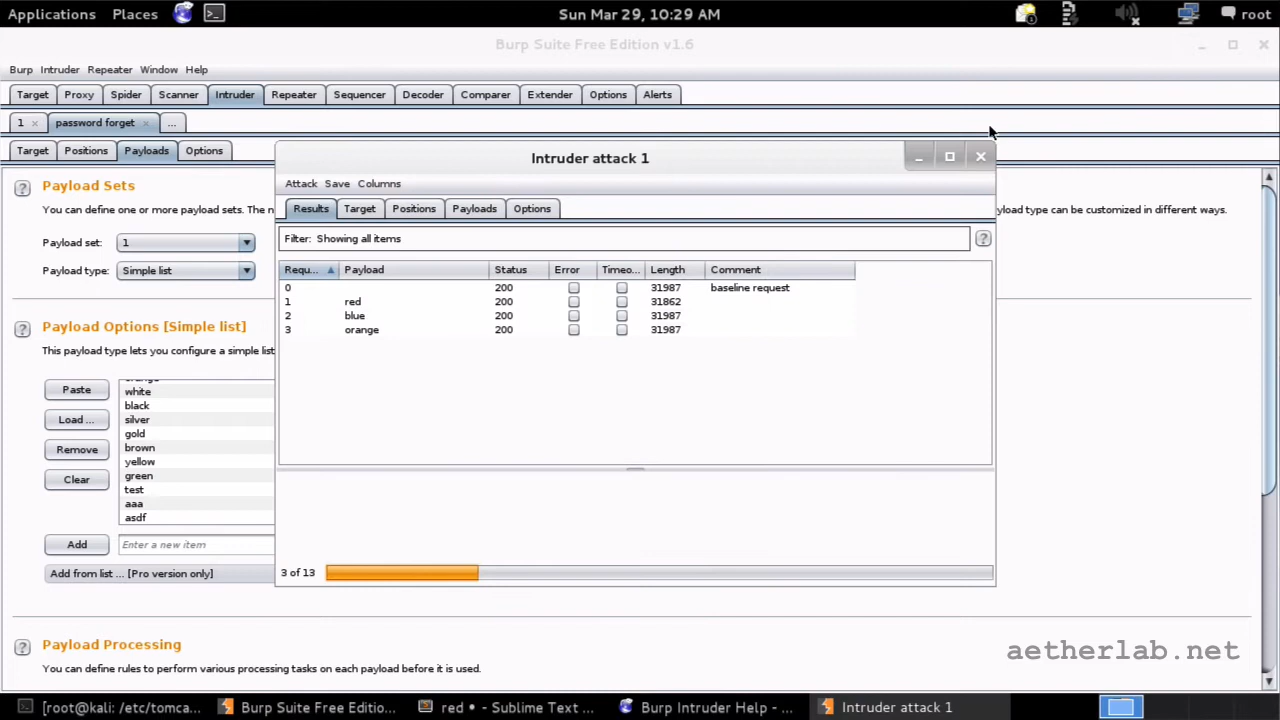 Applications Places Sun Mar 29, 10:29 AM root
Burp Suite Free Edition v1.6
Burp Intruder Repeater Window Help
Target Proxy Spider Scanner Intruder Repeater Sequencer Decoder Comparer Extender Options Alerts
1 × password forget × ...
Target Positions Payloads Options
Intruder attack 1
Attack Save Columns
Results Target Positions Payloads Options
Filter: Showing all items ?
Requ... Payload Status Error Timeo... Length Comment
0 200 31987 baseline request
1 red 200 31862
2 blue 200 31987
3 orange 200 31987
3 of 13
? Payload Sets
You can define one or more payload sets. The n
ayload type can be customized in different ways.
Payload set: 1
Payload type: Simple list
? Payload Options [Simple list]
This payload type lets you configure a simple list
Paste
Load ...
Remove
Clear
orange
white
black
silver
gold
brown
yellow
green
test
aaa
asdf
Add Enter a new item
Add from list ... [Pro version only]
? Payload Processing
You can define rules to perform various processing tasks on each payload before it is used.
aetherlab.net
[root@kali: /etc/tomca... Burp Suite Free Editio... red • – Sublime Text ... Burp Intruder Help – ... Intruder attack 1